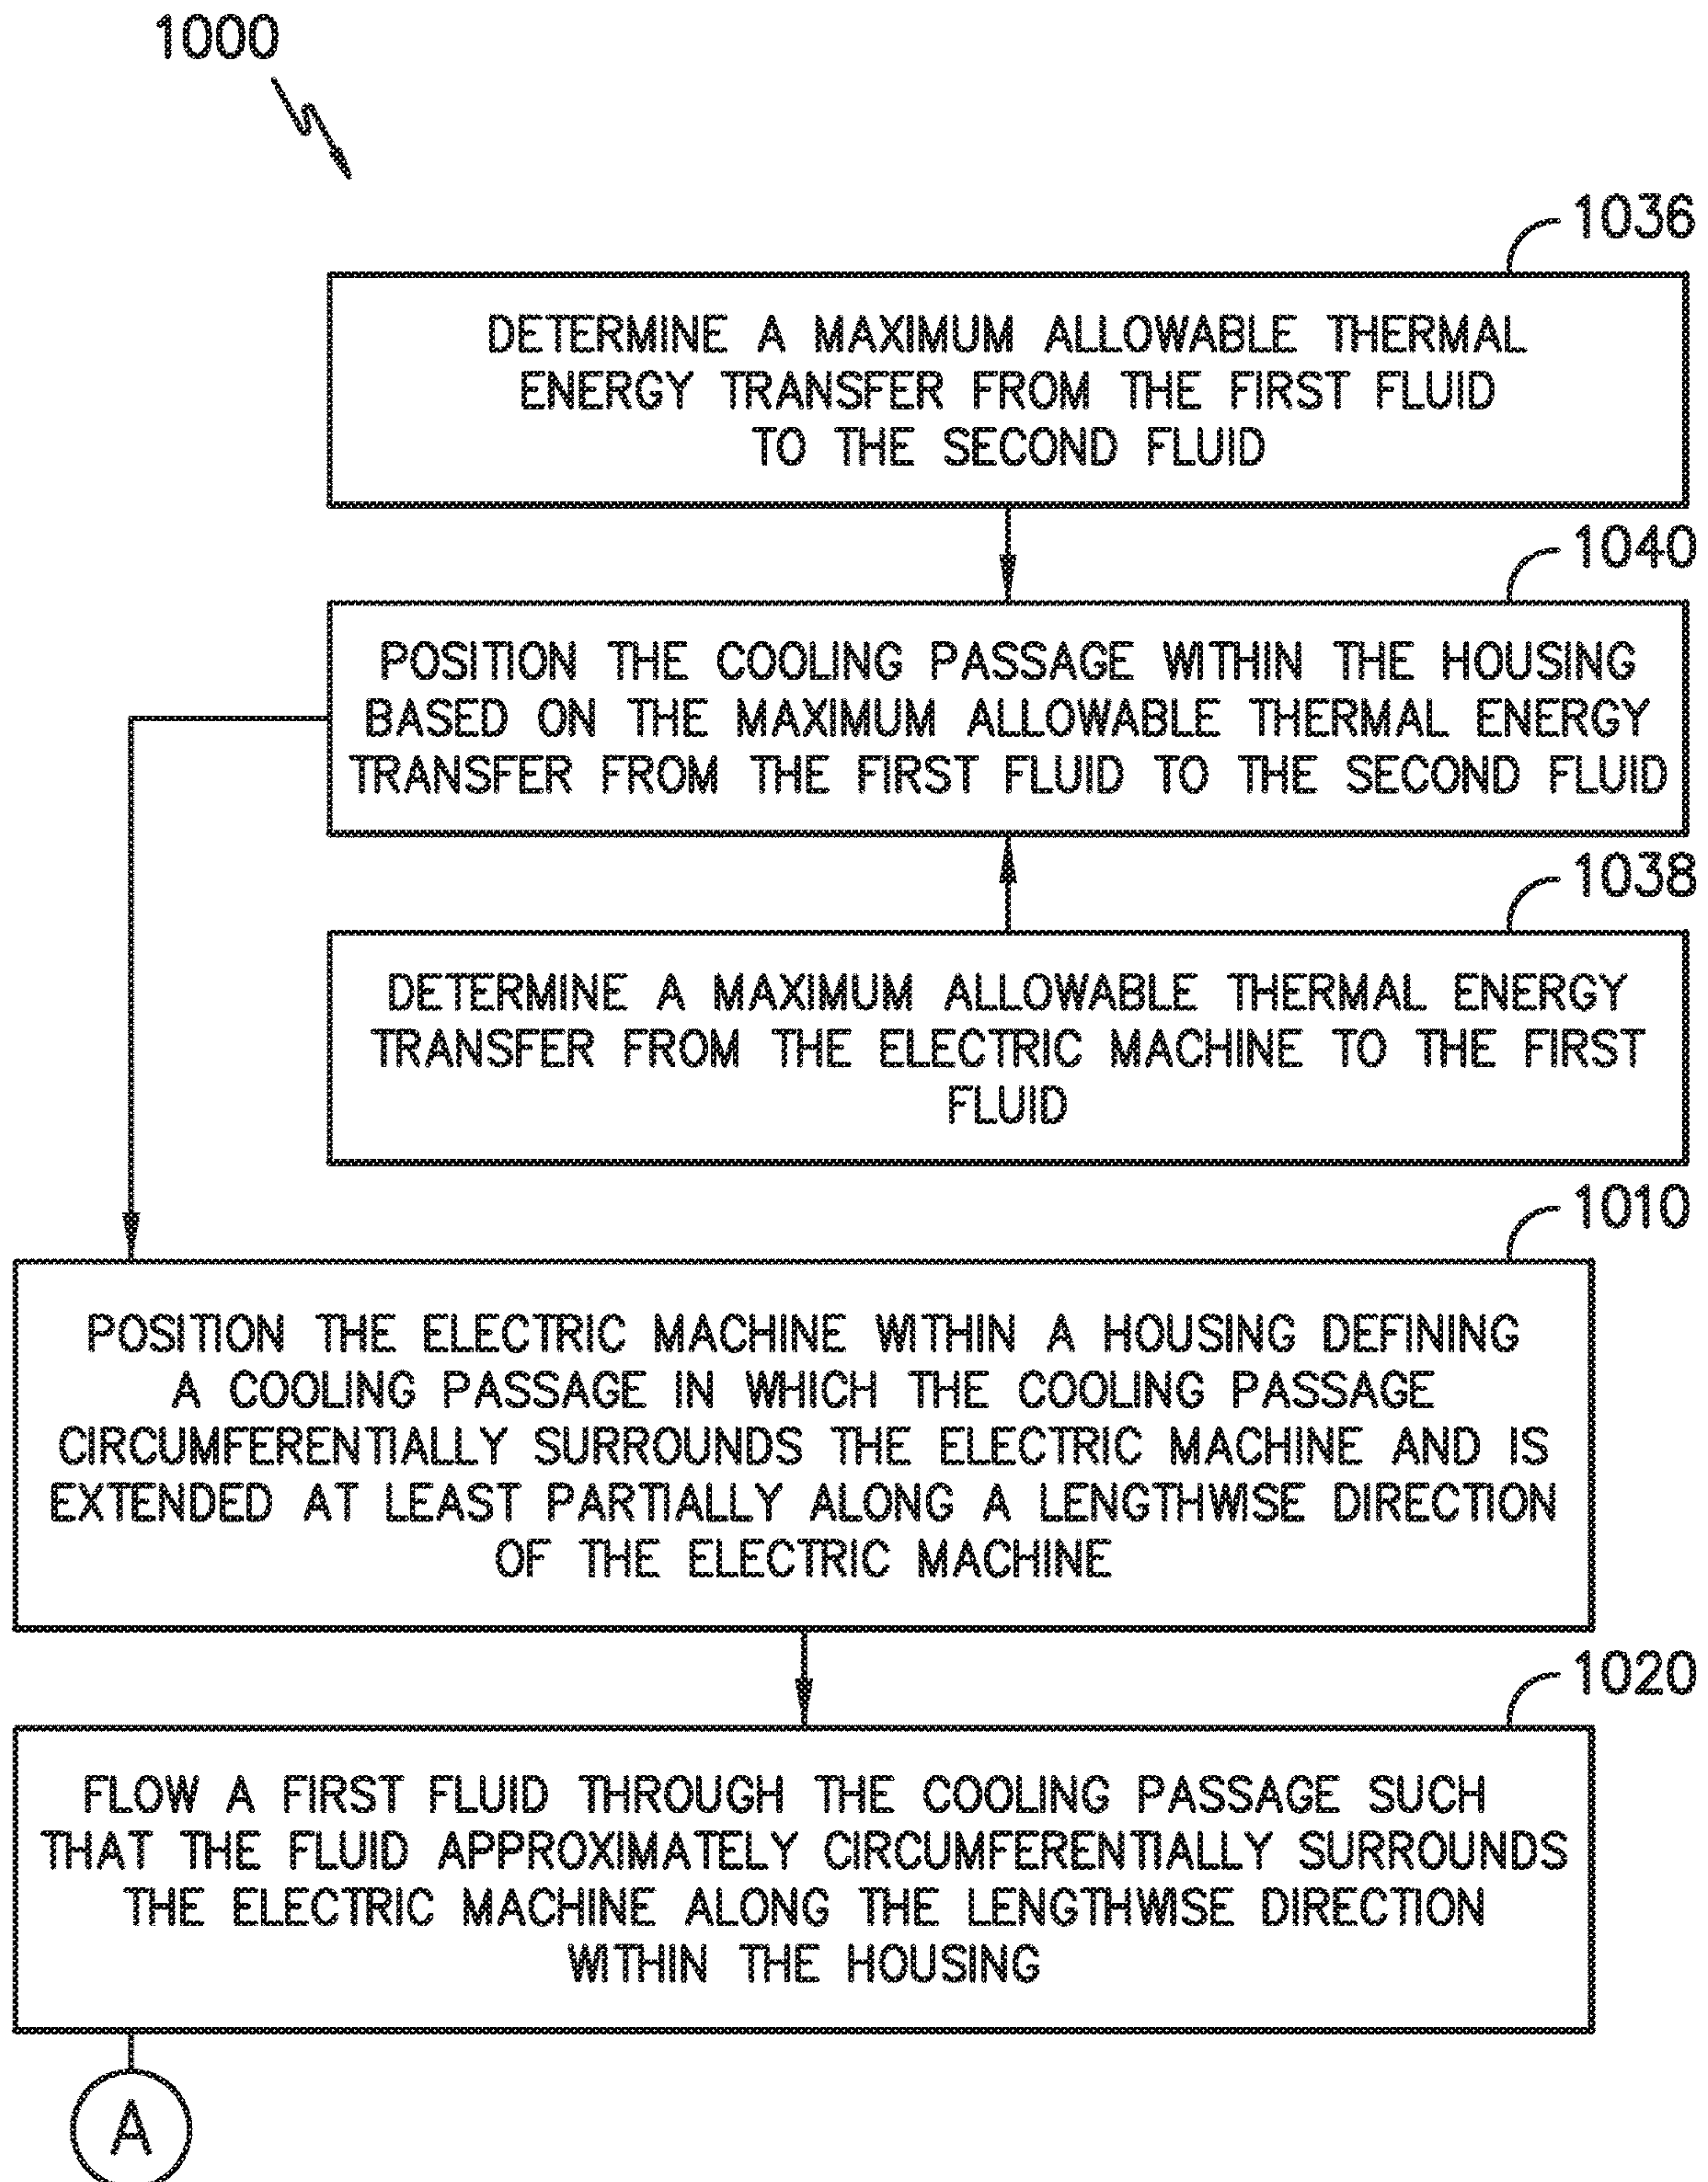 1000
1036
DETERMINE A MAXIMUM ALLOWABLE THERMAL
ENERGY TRANSFER FROM THE FIRST FLUID
TO THE SECOND FLUID
1040
POSITION THE COOLING PASSAGE WITHIN THE HOUSING
BASED ON THE MAXIMUM ALLOWABLE THERMAL ENERGY
TRANSFER FROM THE FIRST FLUID TO THE SECOND FLUID
1038
DETERMINE A MAXIMUM ALLOWABLE THERMAL ENERGY
TRANSFER FROM THE ELECTRIC MACHINE TO THE FIRST
FLUID
1010
POSITION THE ELECTRIC MACHINE WITHIN A HOUSING DEFINING
A COOLING PASSAGE IN WHICH THE COOLING PASSAGE
CIRCUMFERENTIALLY SURROUNDS THE ELECTRIC MACHINE AND IS
EXTENDED AT LEAST PARTIALLY ALONG A LENGTHWISE DIRECTION
OF THE ELECTRIC MACHINE
1020
FLOW A FIRST FLUID THROUGH THE COOLING PASSAGE SUCH
THAT THE FLUID APPROXIMATELY CIRCUMFERENTIALLY SURROUNDS
THE ELECTRIC MACHINE ALONG THE LENGTHWISE DIRECTION
WITHIN THE HOUSING
A